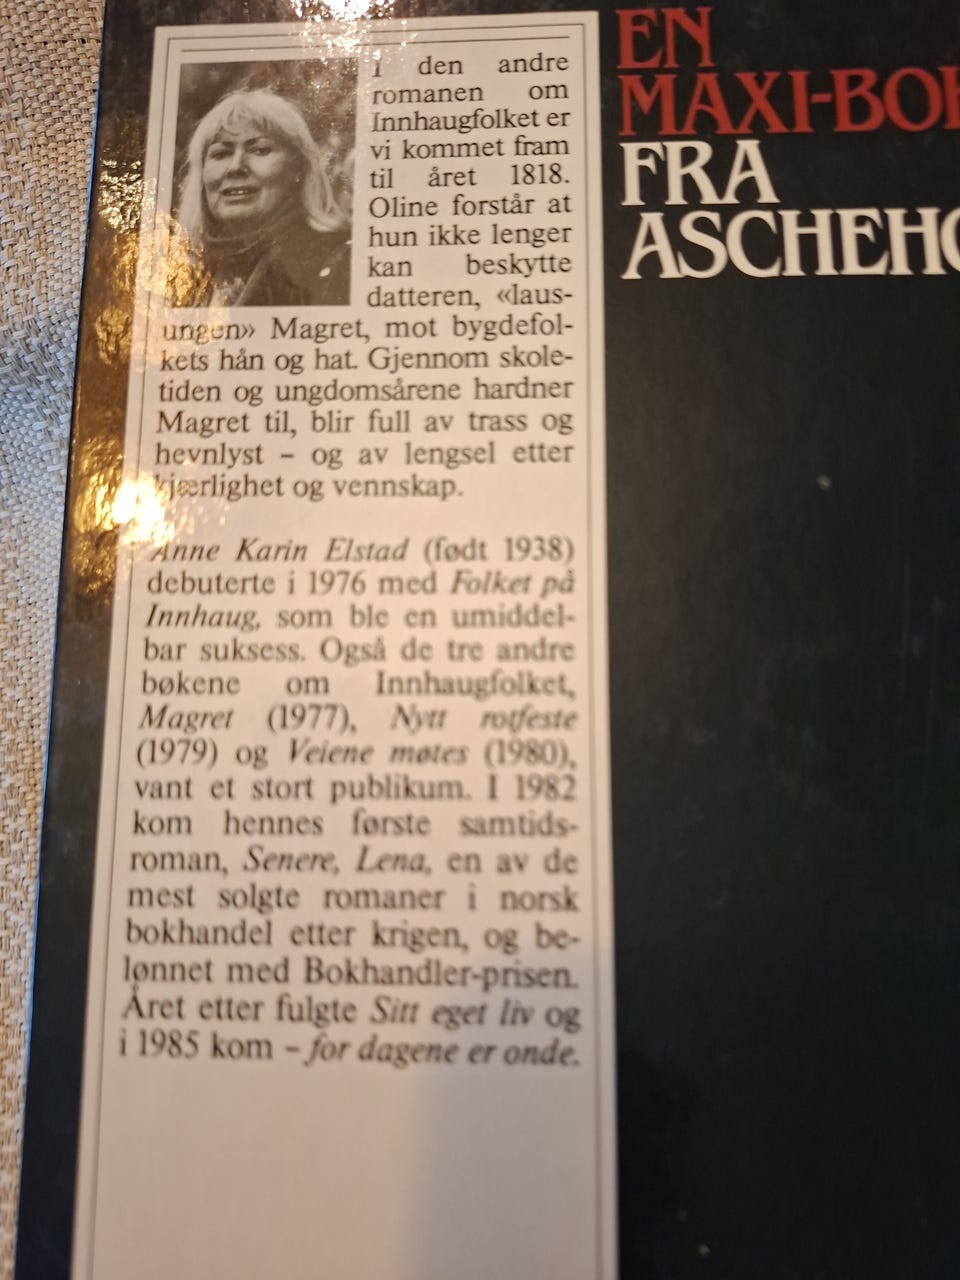 I den andre
romanen om
Innhaugfolket er
vi kommet fram
til året 1818.
Oline forstår at
hun ikke lenger
kan beskytte
datteren, «laus-
ungen» Magret, mot bygdefol-
kets hån og hat. Gjennom skole-
tiden og ungdomsårene hardner
Magret til, blir full av trass og
hevnlyst – og av lengsel etter
kjærlighet og vennskap.
Anne Karin Elstad (født 1938)
debuterte i 1976 med Folket på
Innhaug, som ble en umiddel-
bar suksess. Også de tre andre
bøkene om Innhaugfolket,
Magret (1977), Nytt rotfeste
(1979) og Veiene møtes (1980),
vant et stort publikum. I 1982
kom hennes første samtids-
roman, Senere, Lena, en av de
mest solgte romaner i norsk
bokhandel etter krigen, og be-
lønnet med Bokhandler-prisen.
Året etter fulgte Sitt eget liv og
i 1985 kom – for dagene er onde.
EN
MAXI-BOK
FRA
ASCHEHO